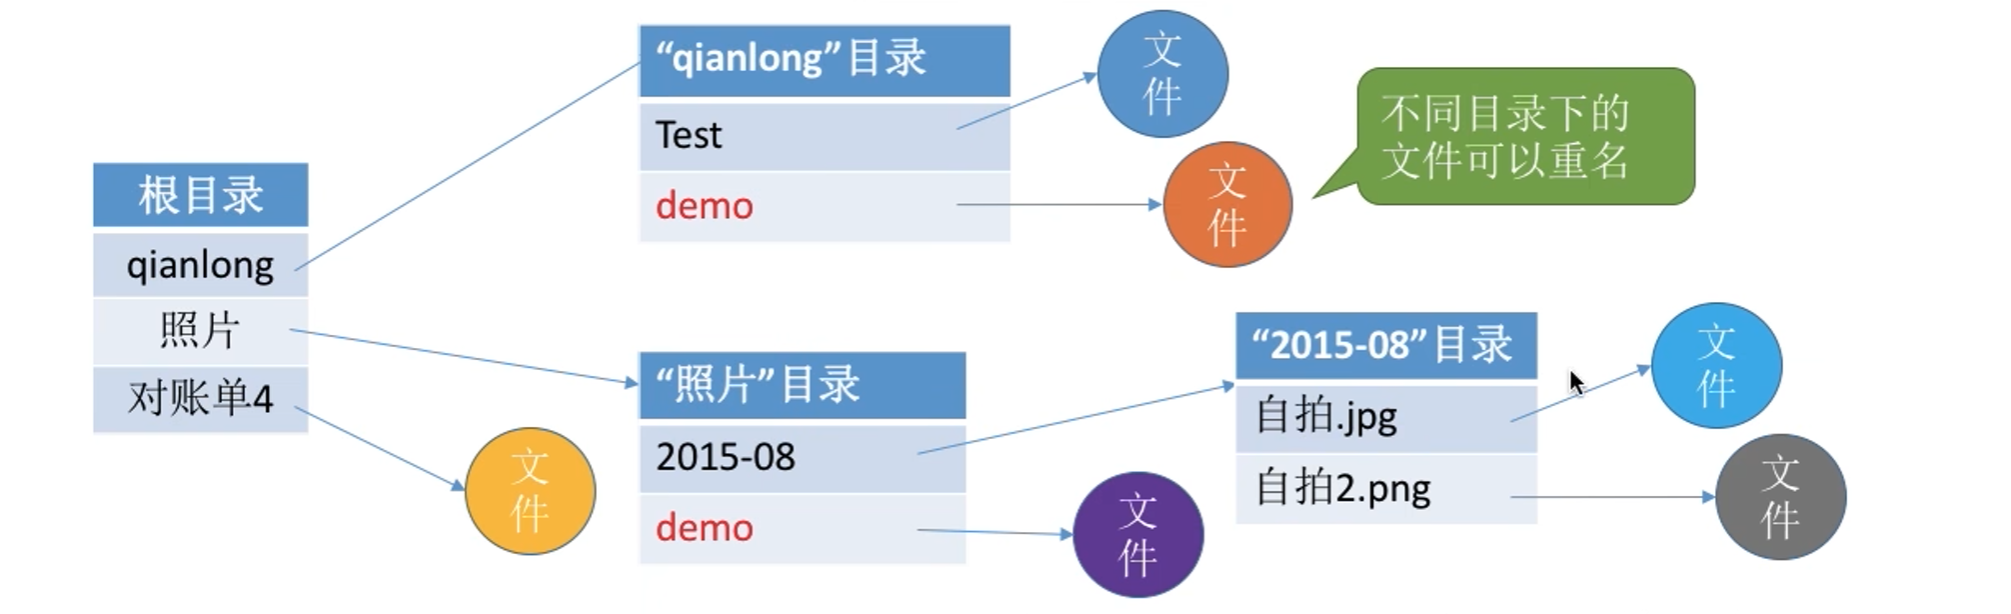 根目录
qianlong
照片
对账单4
文
件
“qianlong”目录
Test
demo
文
件
文
件
不同目录下的
文件可以重名
“照片”目录
2015-08
demo
文
件
“2015-08”目录
自拍.jpg
自拍2.png
文
件
文
件